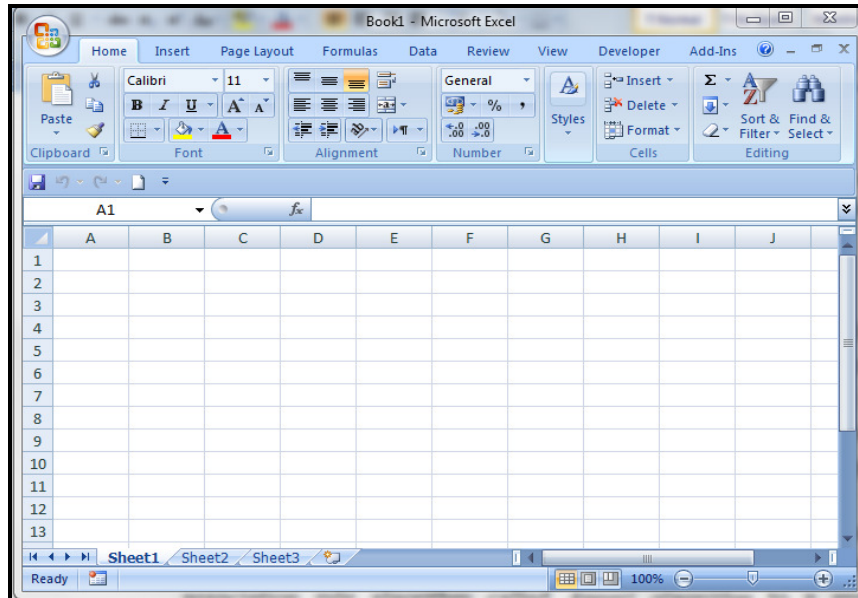 Book1 - Microsoft Excel
Home Insert Page Layout Formulas Data Review View Developer Add-Ins
Calibri 11 General Insert Σ
B I U A A % , Delete
Paste Styles Sort & Find &
A .00 .00 Format Filter Select
Clipboard Font Alignment Number Cells Editing
A1 fx
A B C D E F G H I J
1
2
3
4
5
6
7
8
9
10
11
12
13
Sheet1 Sheet2 Sheet3
Ready 100%